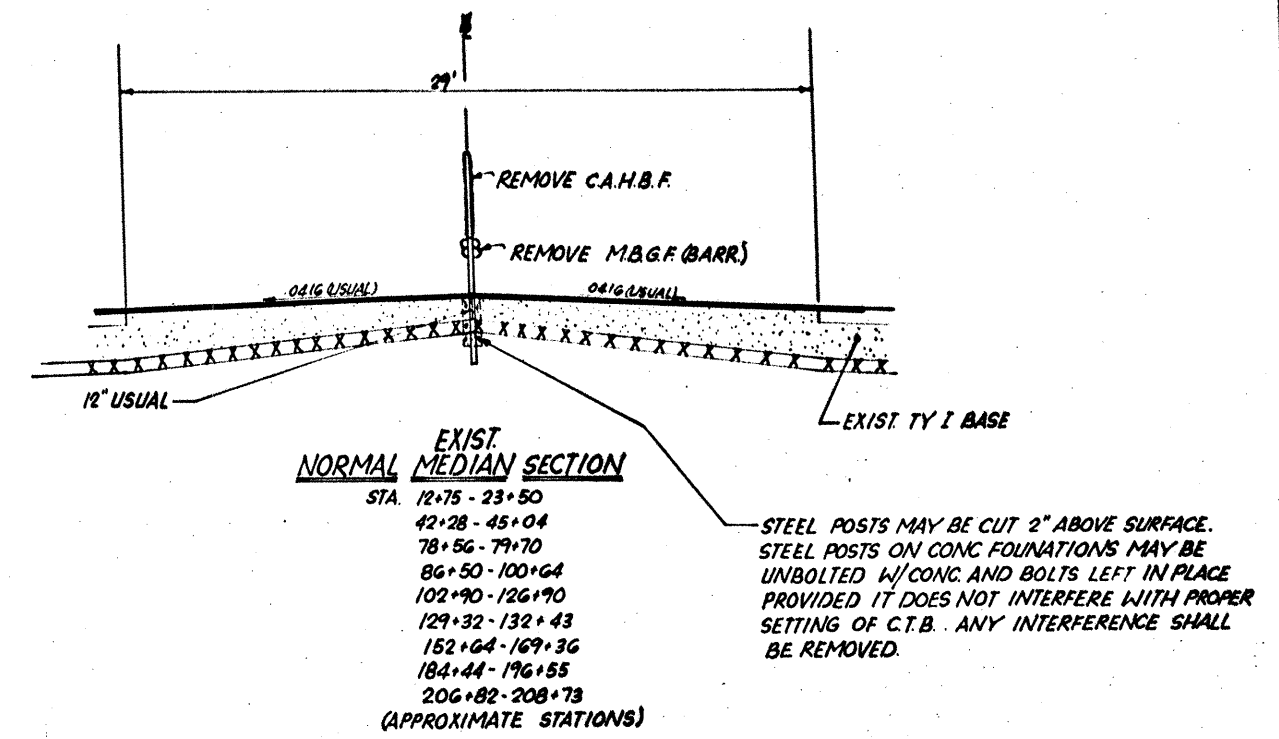 29'
REMOVE C.A.H.B.F.
REMOVE M.B.G.F. (BARR.)
.0416 (USUAL)
.0416 (USUAL)
12" USUAL
EXIST. TY I BASE
EXIST.
NORMAL MEDIAN SECTION
STA. 12+75 - 23+50
42+28 - 45+04
78+56 - 79+70
86+50 - 100+64
102+90 - 126+90
129+32 - 132+43
152+64 - 169+36
184+44 - 196+55
206+82 - 208+73
(APPROXIMATE STATIONS)
STEEL POSTS MAY BE CUT 2" ABOVE SURFACE.
STEEL POSTS ON CONC FOUNATIONS MAY BE
UNBOLTED W/CONC. AND BOLTS LEFT IN PLACE
PROVIDED IT DOES NOT INTERFERE WITH PROPER
SETTING OF C.T.B.. ANY INTERFERENCE SHALL
BE REMOVED.